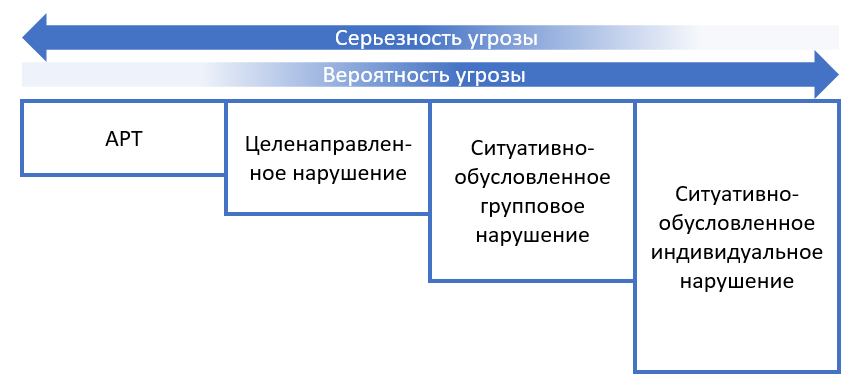 Серьезность угрозы
Вероятность угрозы
APT
Целенаправлен-
ное нарушение
Ситуативно-
обусловленное
групповое
нарушение
Ситуативно-
обусловленное
индивидуальное
нарушение